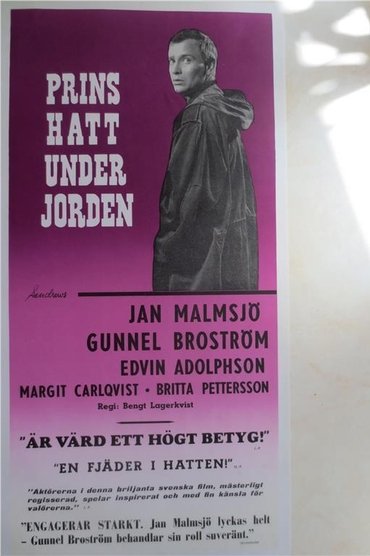 PRINS
HATT
UNDER
JORDEN
Sandrews
JAN MALMSJÖ
GUNNEL BROSTRÖM
EDVIN ADOLPHSON
MARGIT CARLQVIST • BRITTA PETTERSSON
Regi: Bengt Lagerkvist
"ÄR VÄRD ETT HÖGT BETYG!"
"EN FJÄDER I HATTEN!"
"Aktörerna i denna briljanta svenska film, mästerligt
regisserad, spelar inspirerat och med fin känsla för
valörerna."
"ENGAGERAR STARKT. Jan Malmsjö lyckas helt
– Gunnel Broström behandlar sin roll suveränt."